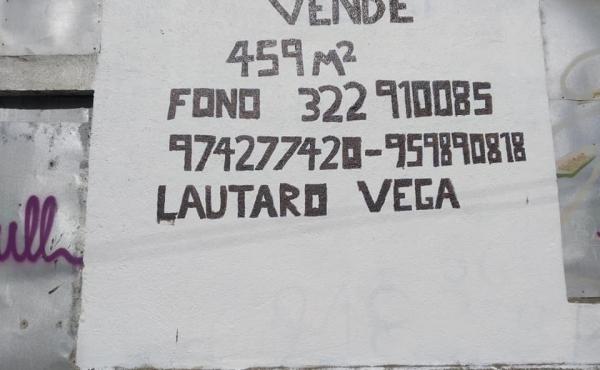 VENDE
459 m²
FONO 322 910085
974277420-959890818
LAUTARO VEGA